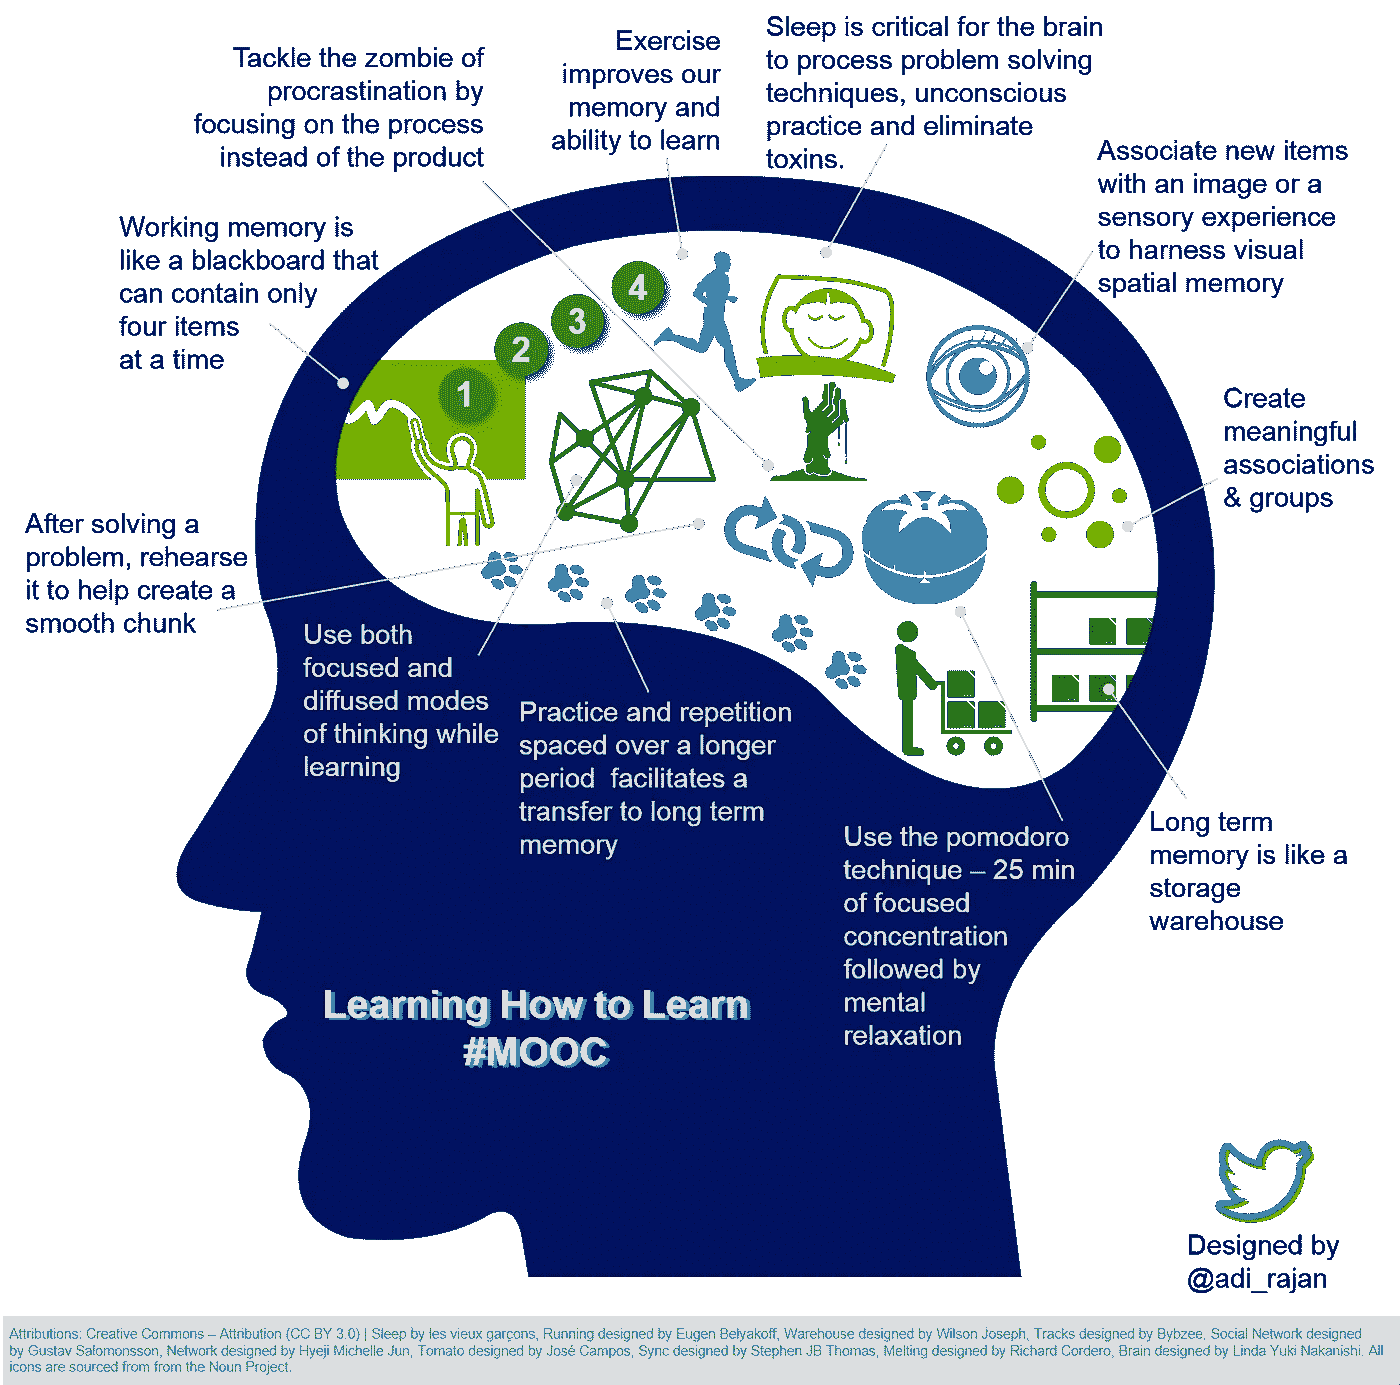 Tackle the zombie of
procrastination by
focusing on the process
instead of the product
Exercise
improves our
memory and
ability to learn
Sleep is critical for the brain
to process problem solving
techniques, unconscious
practice and eliminate
toxins.
Associate new items
with an image or a
sensory experience
to harness visual
spatial memory
Working memory is
like a blackboard that
can contain only
four items
at a time
1
2
3
4
Create
meaningful
associations
& groups
After solving a
problem, rehearse
it to help create a
smooth chunk
Use both
focused and
diffused modes
of thinking while
learning
Practice and repetition
spaced over a longer
period facilitates a
transfer to long term
memory
Use the pomodoro
technique – 25 min
of focused
concentration
followed by
mental
relaxation
Long term
memory is like a
storage
warehouse
Learning How to Learn
#MOOC
Designed by
@adi_rajan
Attributions: Creative Commons – Attribution (CC BY 3.0) | Sleep by les vieux garçons, Running designed by Eugen Belyakoff, Warehouse designed by Wilson Joseph, Tracks designed by Bybzee, Social Network designed
by Gustav Salomonsson, Network designed by Hyeji Michelle Jun, Tomato designed by José Campos, Sync designed by Stephen JB Thomas, Melting designed by Richard Cordero, Brain designed by Linda Yuki Nakanishi. All
icons are sourced from from the Noun Project.